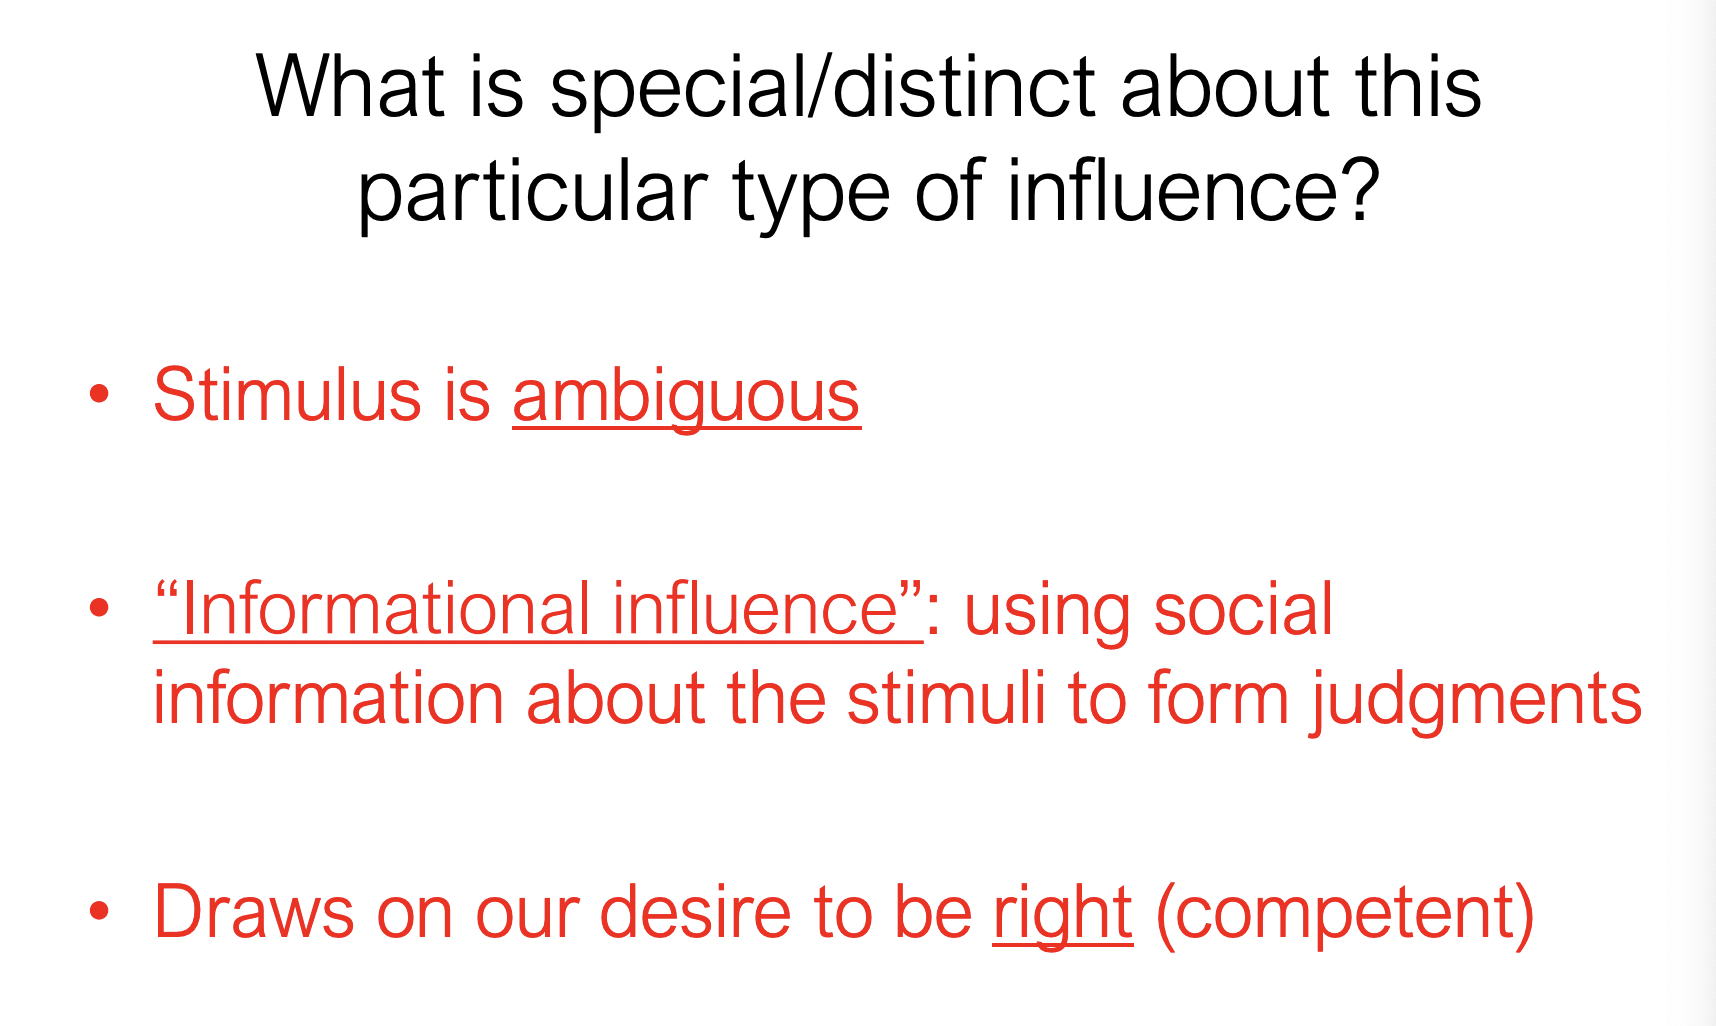 What is special/distinct about this
particular type of influence?
• Stimulus is ambiguous
• “Informational influence”: using social
information about the stimuli to form judgments
• Draws on our desire to be right (competent)